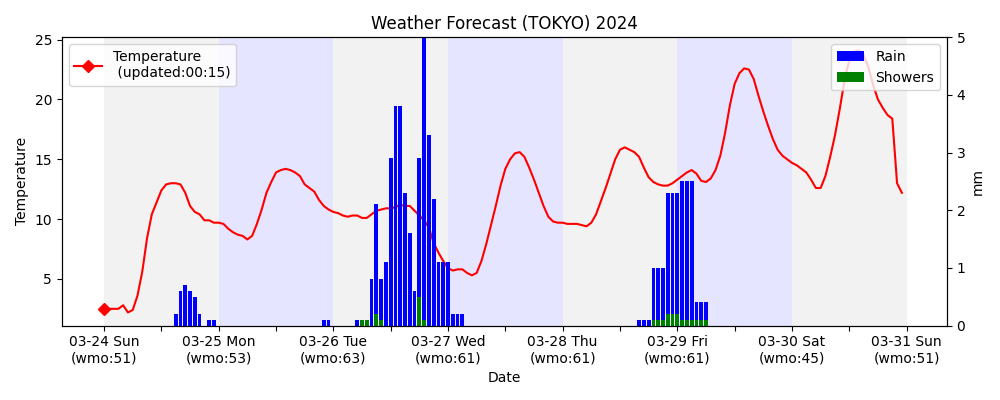 Weather Forecast (TOKYO) 2024
Temperature
(updated:00:15)
Rain
Showers
Temperature
25
20
15
10
5
5
4
3
2
1
0
mm
03-24 Sun
(wmo:51)
03-25 Mon
(wmo:53)
03-26 Tue
(wmo:63)
03-27 Wed
(wmo:61)
03-28 Thu
(wmo:61)
03-29 Fri
(wmo:61)
03-30 Sat
(wmo:45)
03-31 Sun
(wmo:51)
Date